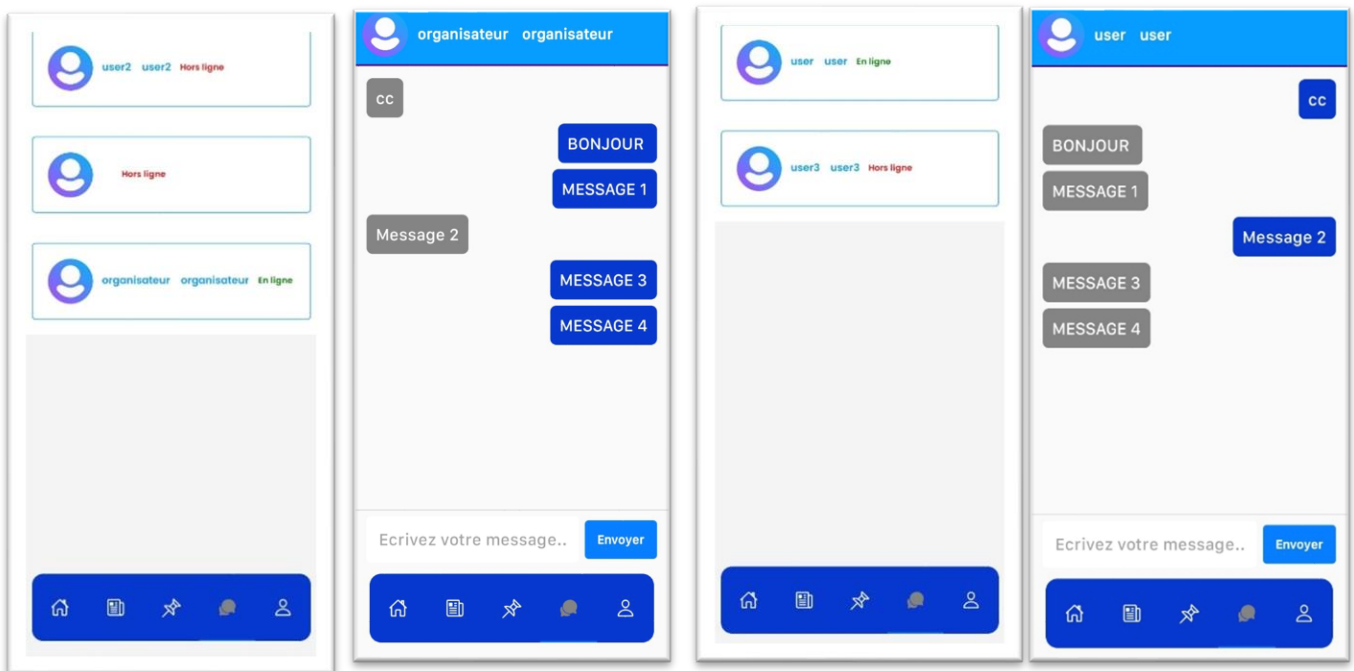 user2 user2 Hors ligne
Hors ligne
organisateur organisateur En ligne
organisateur organisateur
cc
BONJOUR
MESSAGE 1
Message 2
MESSAGE 3
MESSAGE 4
Ecrivez votre message..
Envoyer
user user En ligne
user3 user3 Hors ligne
user user
cc
BONJOUR
MESSAGE 1
Message 2
MESSAGE 3
MESSAGE 4
Ecrivez votre message..
Envoyer